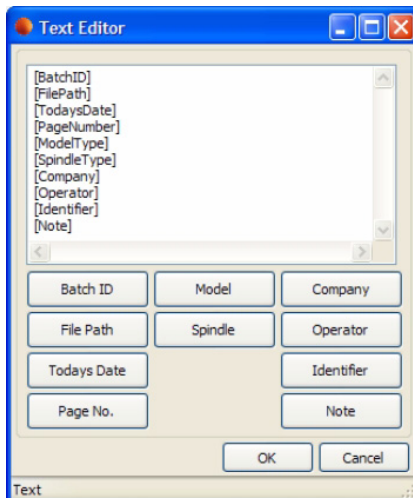 Text Editor
[BatchID]
[FilePath]
[TodaysDate]
[PageNumber]
[ModelType]
[SpindleType]
[Company]
[Operator]
[Identifier]
[Note]
Batch ID Model Company
File Path Spindle Operator
Todays Date Identifier
Page No. Note
OK Cancel
Text